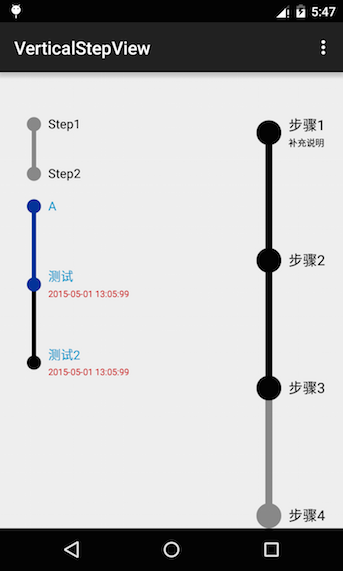 5:47
VerticalStepView
Step1
Step2
A
测试
2015-05-01 13:05:99
测试2
2015-05-01 13:05:99
步骤1
补充说明
步骤2
步骤3
步骤4